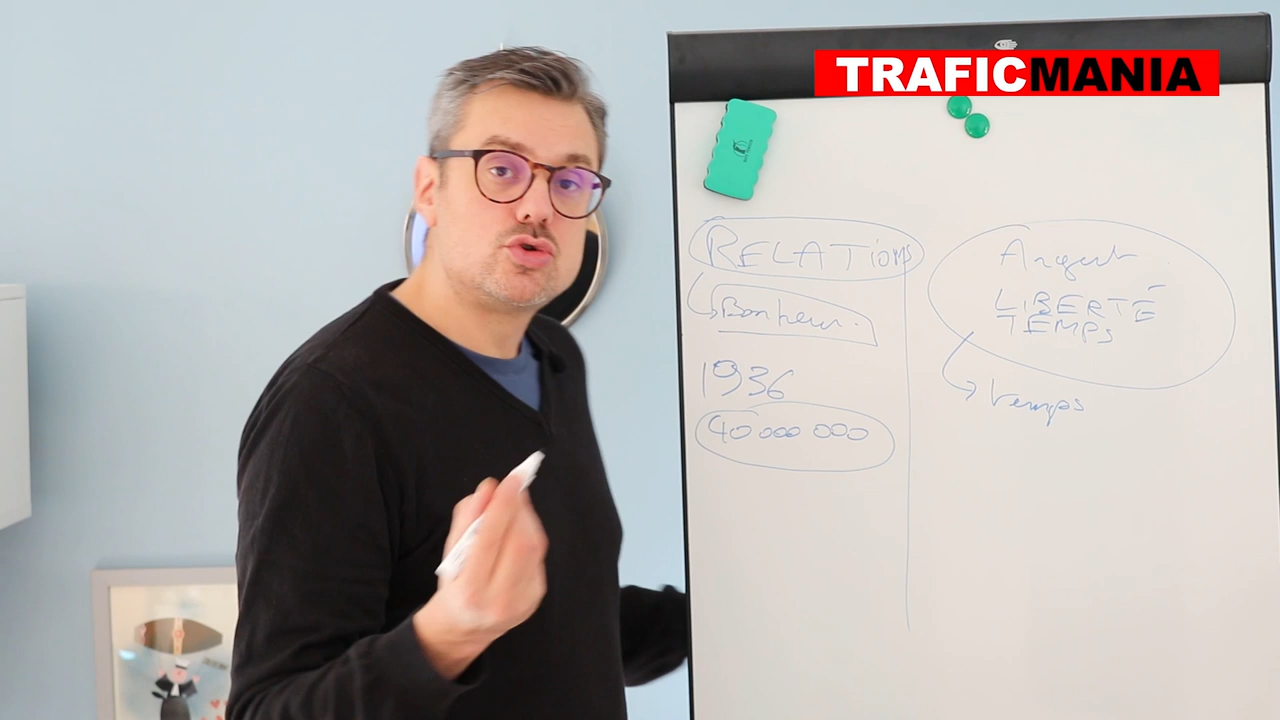 TRAFICMANIA
RELATIONS
Bonheur.
1936
40 000 000
Argent
LIBERTÉ
TEMPS
temps